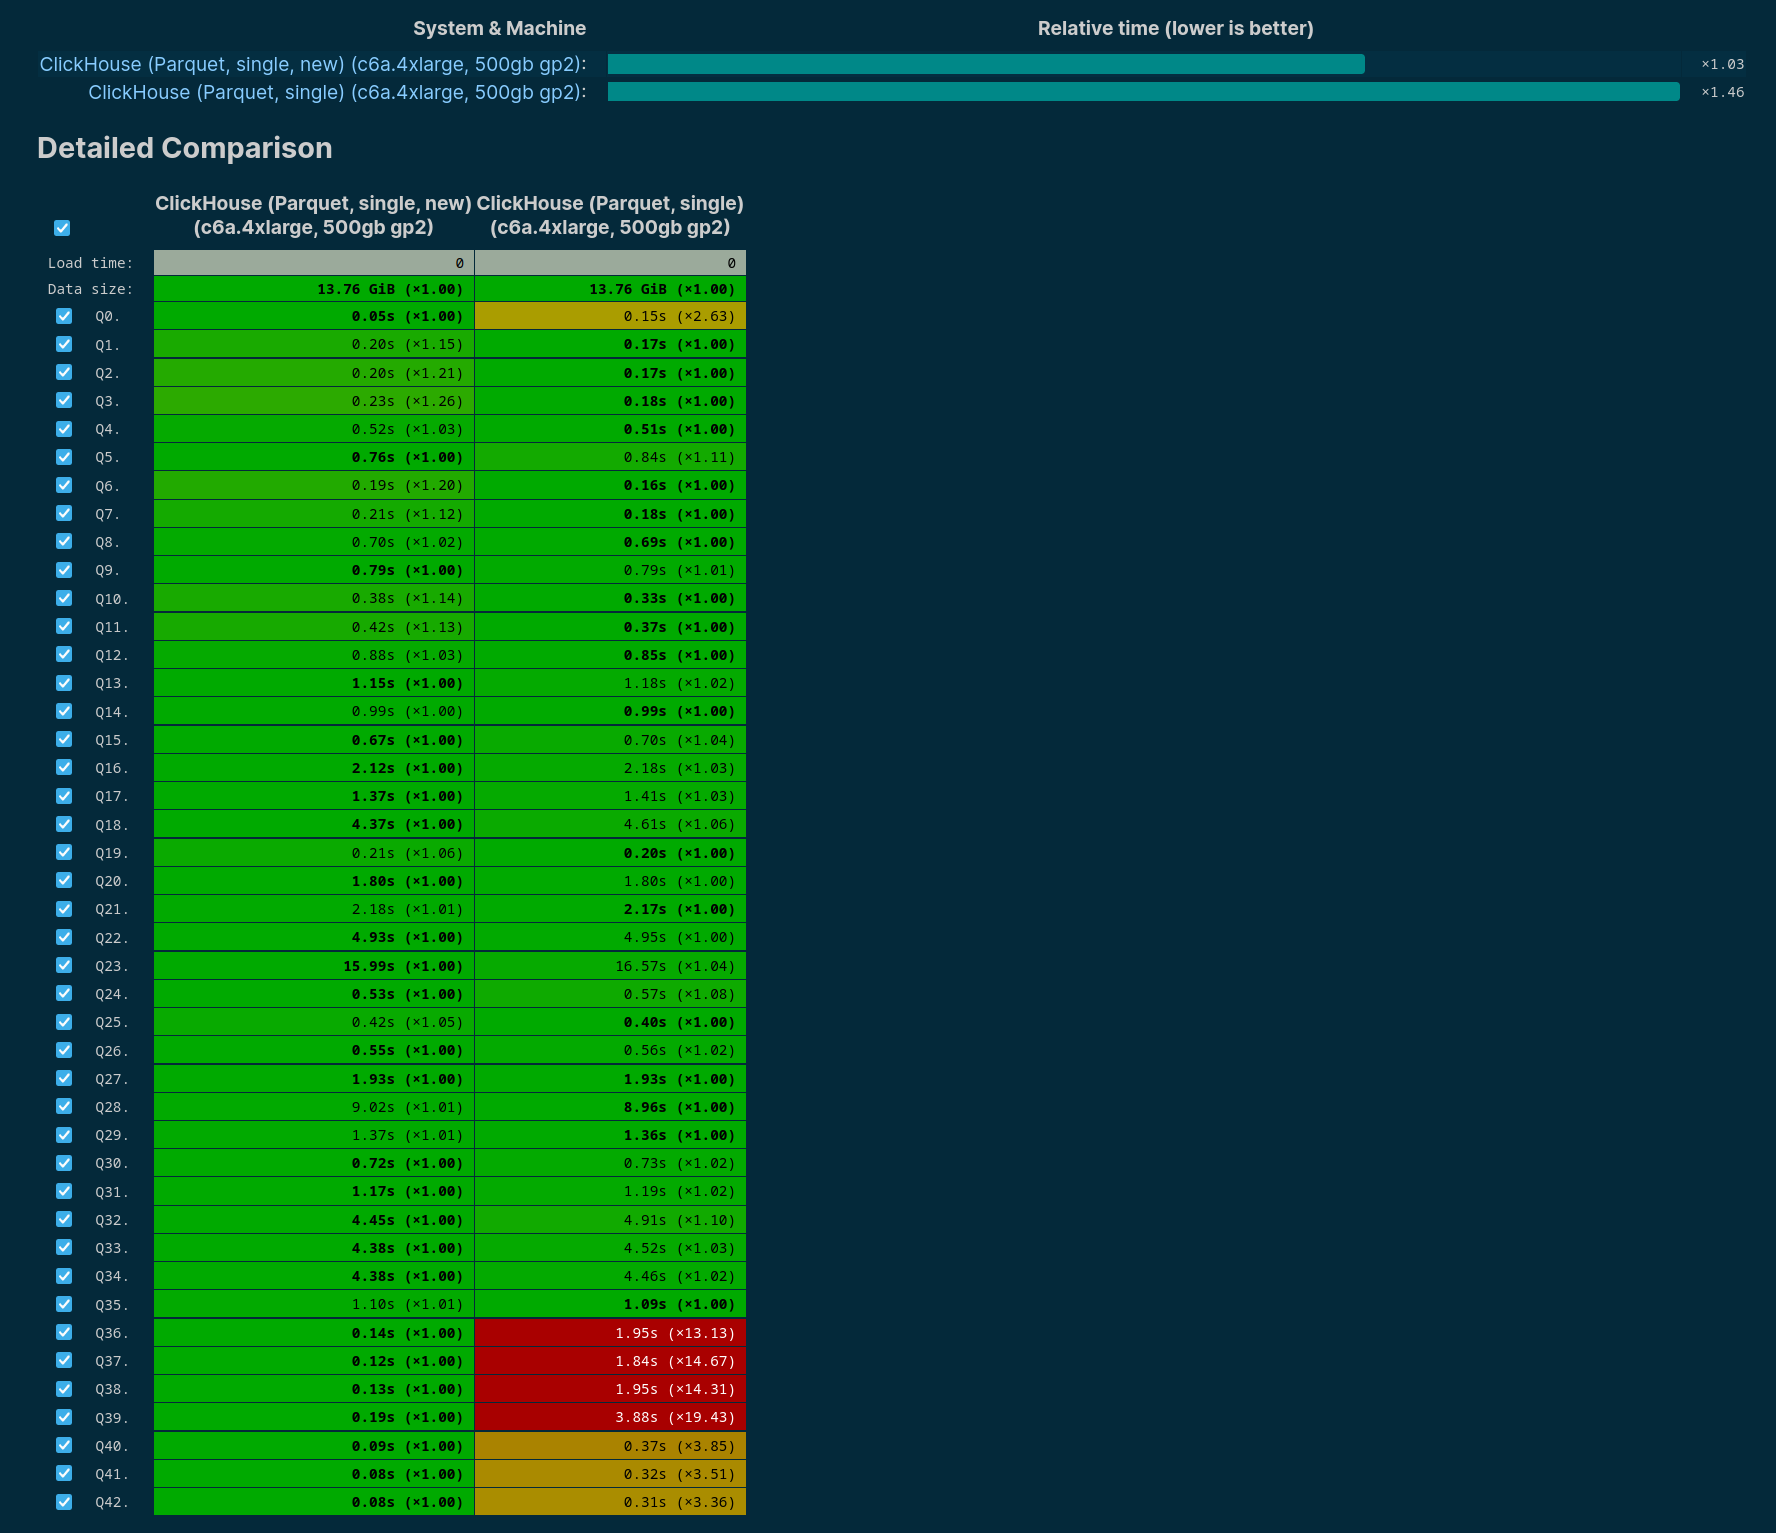 System & Machine Relative time (lower is better)
ClickHouse (Parquet, single, new) (c6a.4xlarge, 500gb gp2): ×1.03
ClickHouse (Parquet, single) (c6a.4xlarge, 500gb gp2): ×1.46
Detailed Comparison
ClickHouse (Parquet, single, new) ClickHouse (Parquet, single)
(c6a.4xlarge, 500gb gp2) (c6a.4xlarge, 500gb gp2)
Load time: 0 0
Data size: 13.76 GiB (×1.00) 13.76 GiB (×1.00)
Q0. 0.05s (×1.00) 0.15s (×2.63)
Q1. 0.20s (×1.15) 0.17s (×1.00)
Q2. 0.20s (×1.21) 0.17s (×1.00)
Q3. 0.23s (×1.26) 0.18s (×1.00)
Q4. 0.52s (×1.03) 0.51s (×1.00)
Q5. 0.76s (×1.00) 0.84s (×1.11)
Q6. 0.19s (×1.20) 0.16s (×1.00)
Q7. 0.21s (×1.12) 0.18s (×1.00)
Q8. 0.70s (×1.02) 0.69s (×1.00)
Q9. 0.79s (×1.00) 0.79s (×1.01)
Q10. 0.38s (×1.14) 0.33s (×1.00)
Q11. 0.42s (×1.13) 0.37s (×1.00)
Q12. 0.88s (×1.03) 0.85s (×1.00)
Q13. 1.15s (×1.00) 1.18s (×1.02)
Q14. 0.99s (×1.00) 0.99s (×1.00)
Q15. 0.67s (×1.00) 0.70s (×1.04)
Q16. 2.12s (×1.00) 2.18s (×1.03)
Q17. 1.37s (×1.00) 1.41s (×1.03)
Q18. 4.37s (×1.00) 4.61s (×1.06)
Q19. 0.21s (×1.06) 0.20s (×1.00)
Q20. 1.80s (×1.00) 1.80s (×1.00)
Q21. 2.18s (×1.01) 2.17s (×1.00)
Q22. 4.93s (×1.00) 4.95s (×1.00)
Q23. 15.99s (×1.00) 16.57s (×1.04)
Q24. 0.53s (×1.00) 0.57s (×1.08)
Q25. 0.42s (×1.05) 0.40s (×1.00)
Q26. 0.55s (×1.00) 0.56s (×1.02)
Q27. 1.93s (×1.00) 1.93s (×1.00)
Q28. 9.02s (×1.01) 8.96s (×1.00)
Q29. 1.37s (×1.01) 1.36s (×1.00)
Q30. 0.72s (×1.00) 0.73s (×1.02)
Q31. 1.17s (×1.00) 1.19s (×1.02)
Q32. 4.45s (×1.00) 4.91s (×1.10)
Q33. 4.38s (×1.00) 4.52s (×1.03)
Q34. 4.38s (×1.00) 4.46s (×1.02)
Q35. 1.10s (×1.01) 1.09s (×1.00)
Q36. 0.14s (×1.00) 1.95s (×13.13)
Q37. 0.12s (×1.00) 1.84s (×14.67)
Q38. 0.13s (×1.00) 1.95s (×14.31)
Q39. 0.19s (×1.00) 3.88s (×19.43)
Q40. 0.09s (×1.00) 0.37s (×3.85)
Q41. 0.08s (×1.00) 0.32s (×3.51)
Q42. 0.08s (×1.00) 0.31s (×3.36)